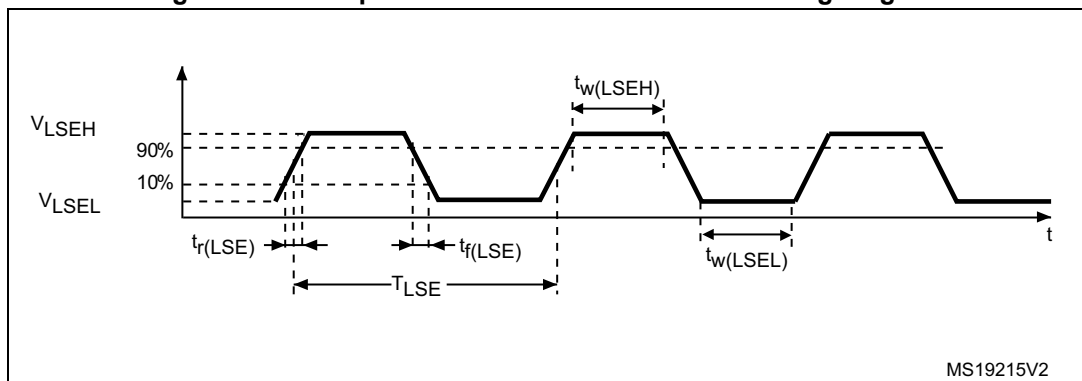 tw(LSEH)
VLSEH
90%
10%
VLSEL
tr(LSE)
tf(LSE)
tw(LSEL)
t
TLSE
MS19215V2